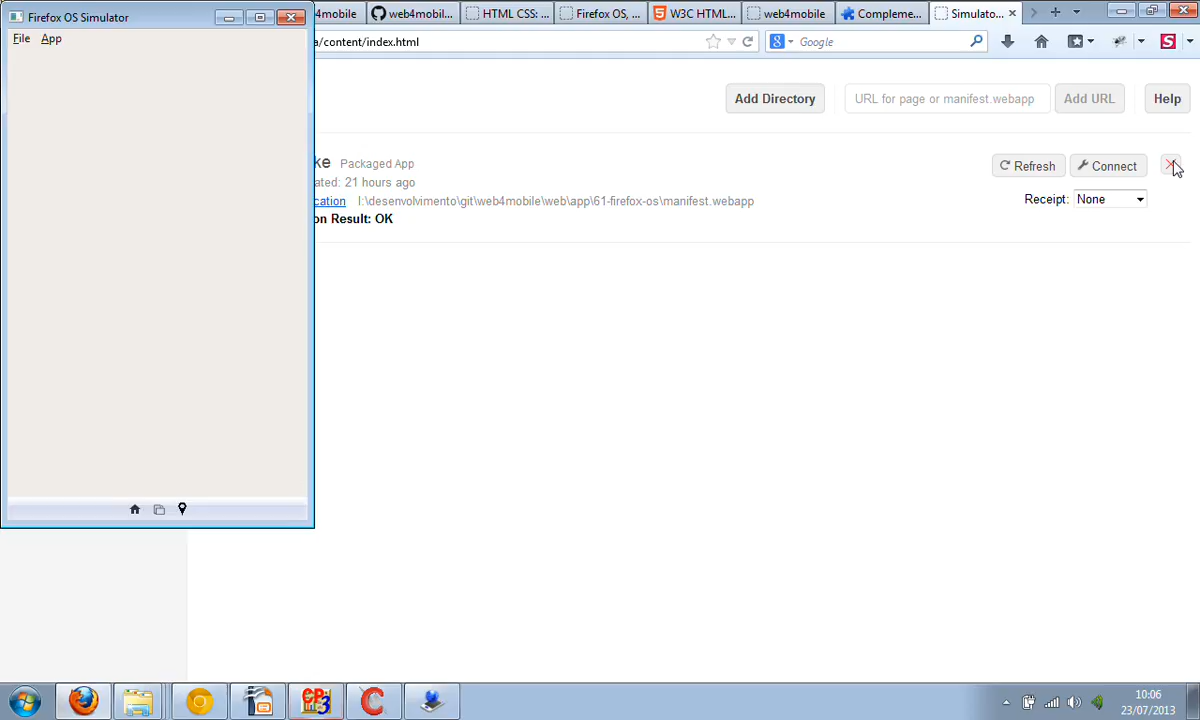 Firefox OS Simulator
File App
4mobile
web4mobil...
HTML CSS: ...
Firefox OS, ...
W3C HTML...
web4mobile
Compleme...
Simulato...
a/content/index.html
Google
Add Directory
URL for page or manifest.webapp
Add URL
Help
ke Packaged App
ated: 21 hours ago
cation I:\desenvolvimento\git\web4mobile\web\app\61-firefox-os\manifest.webapp
on Result: OK
Refresh
Connect
Receipt: None
10:06
23/07/2013